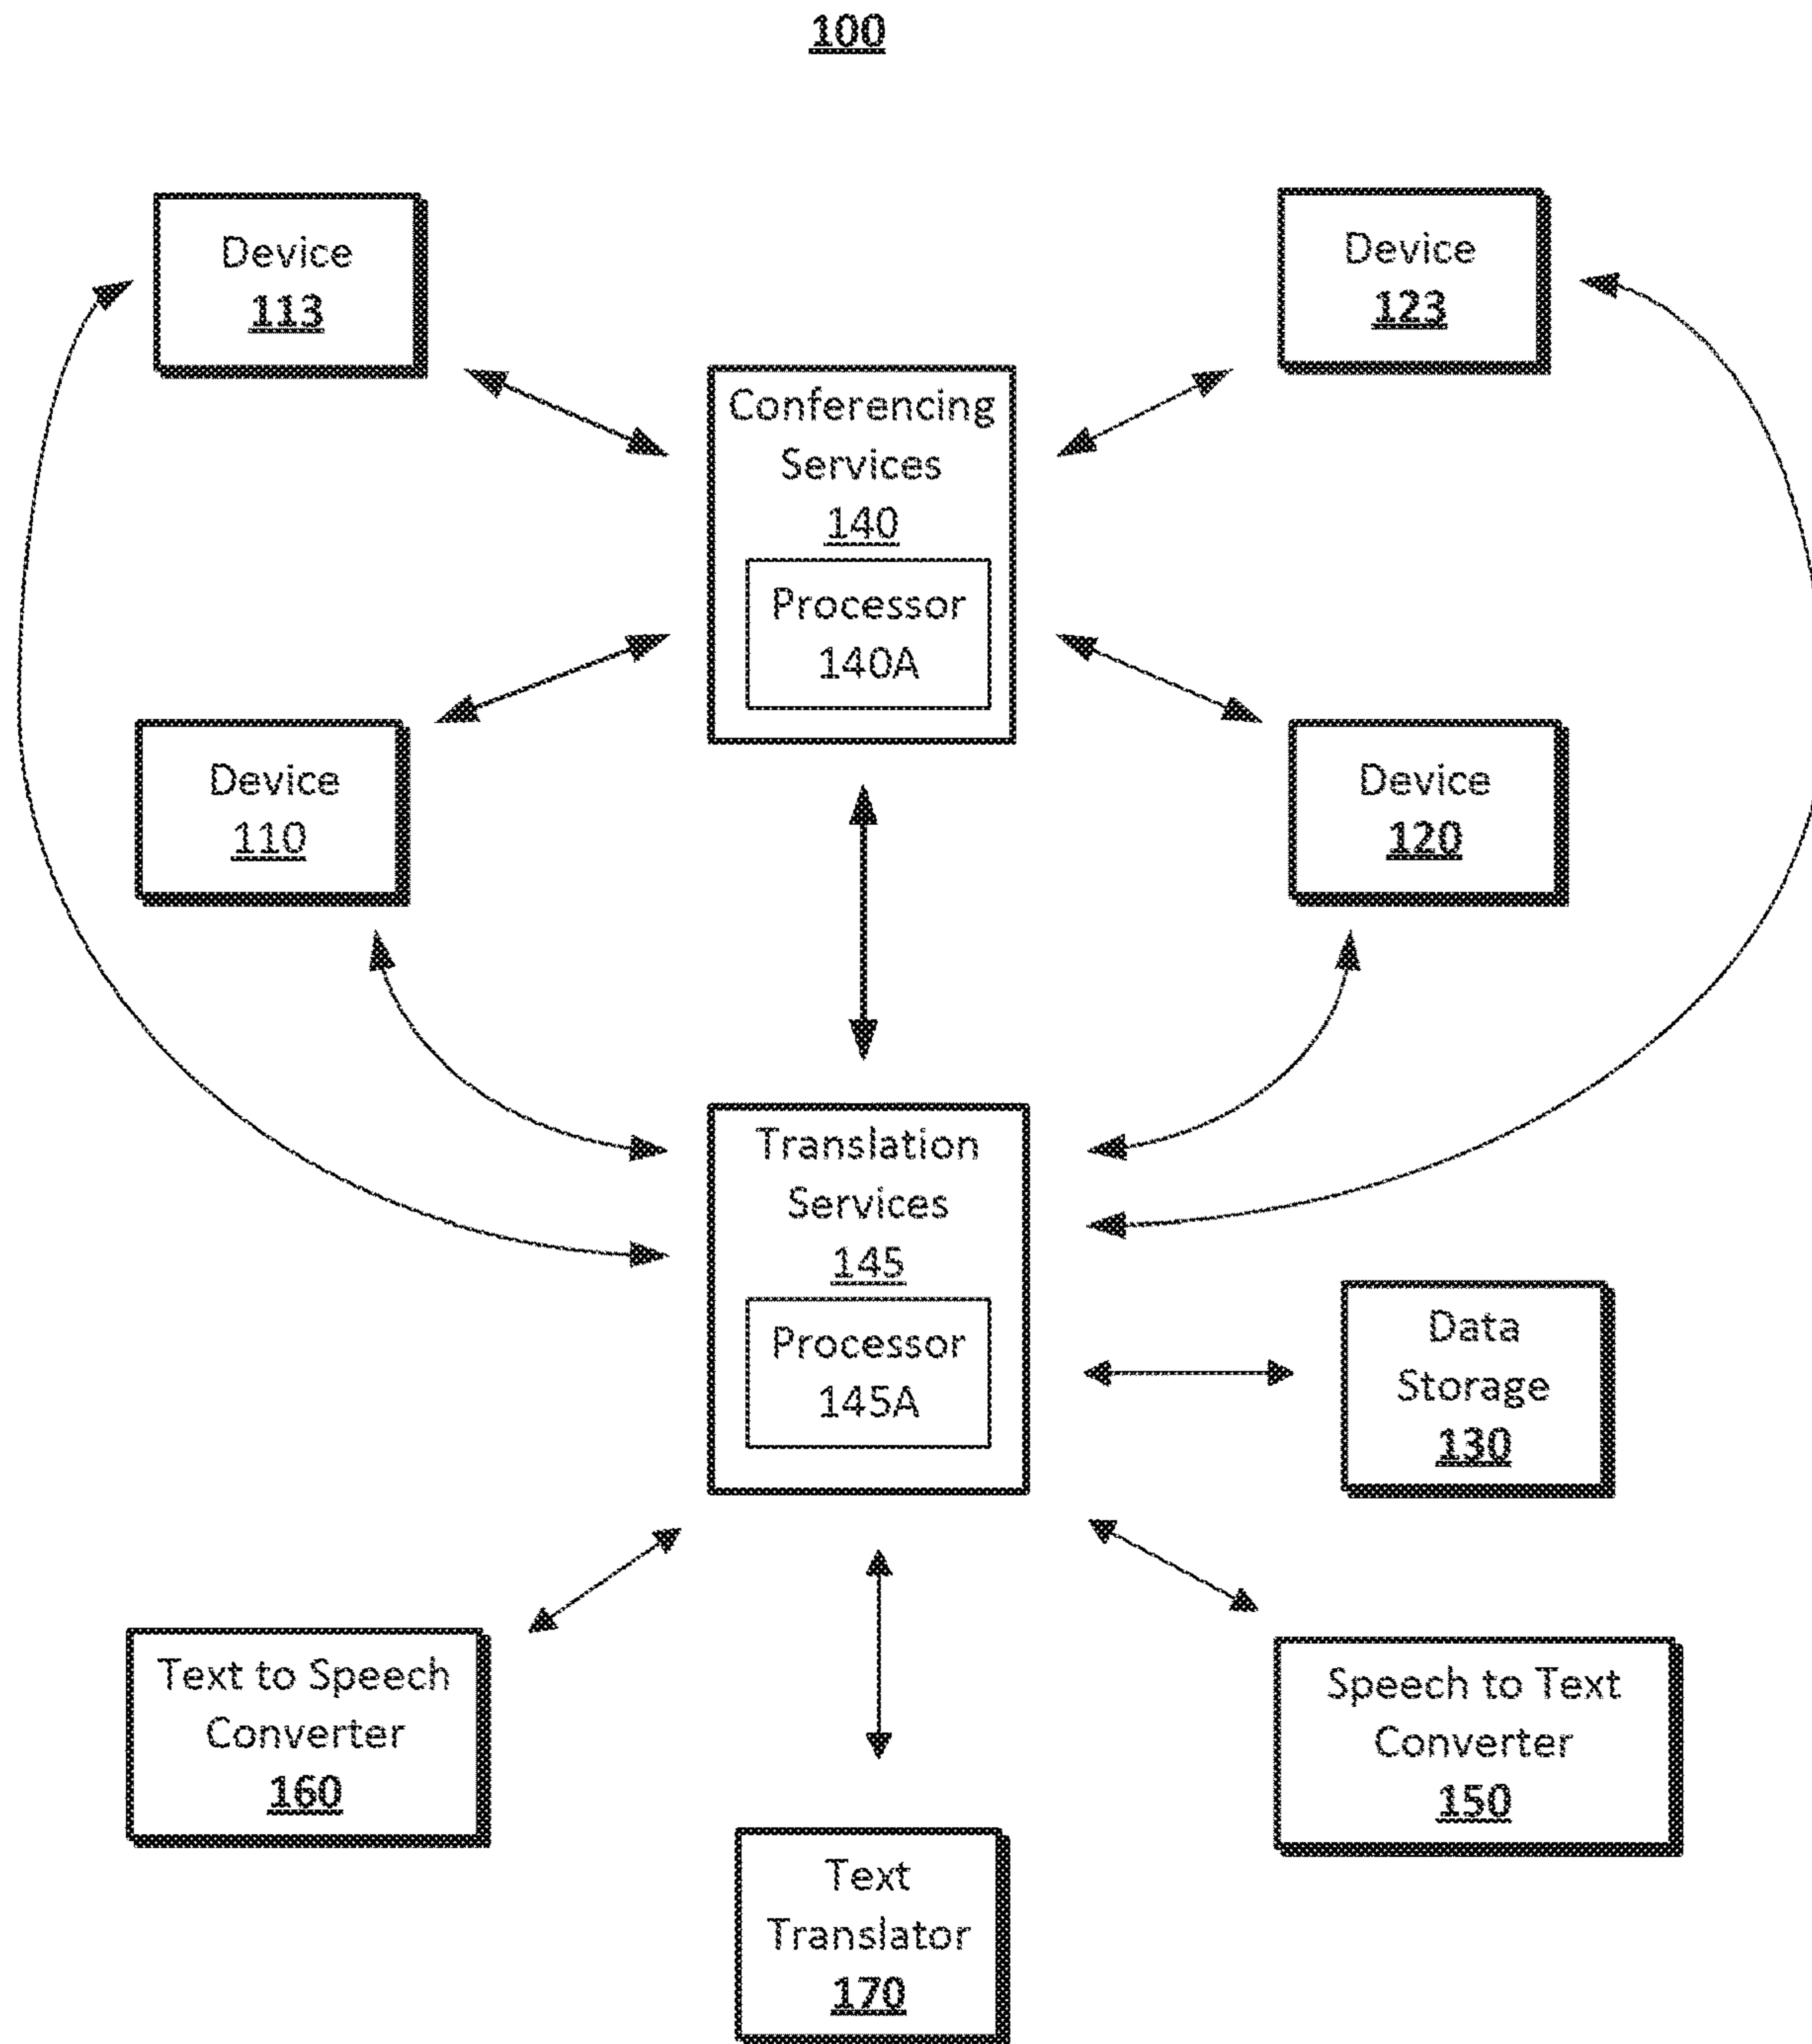 100
Device
113
Device
123
Conferencing
Services
140
Processor
140A
Device
110
Device
120
Translation
Services
145
Processor
145A
Data
Storage
130
Text to Speech
Converter
160
Speech to Text
Converter
150
Text
Translator
170